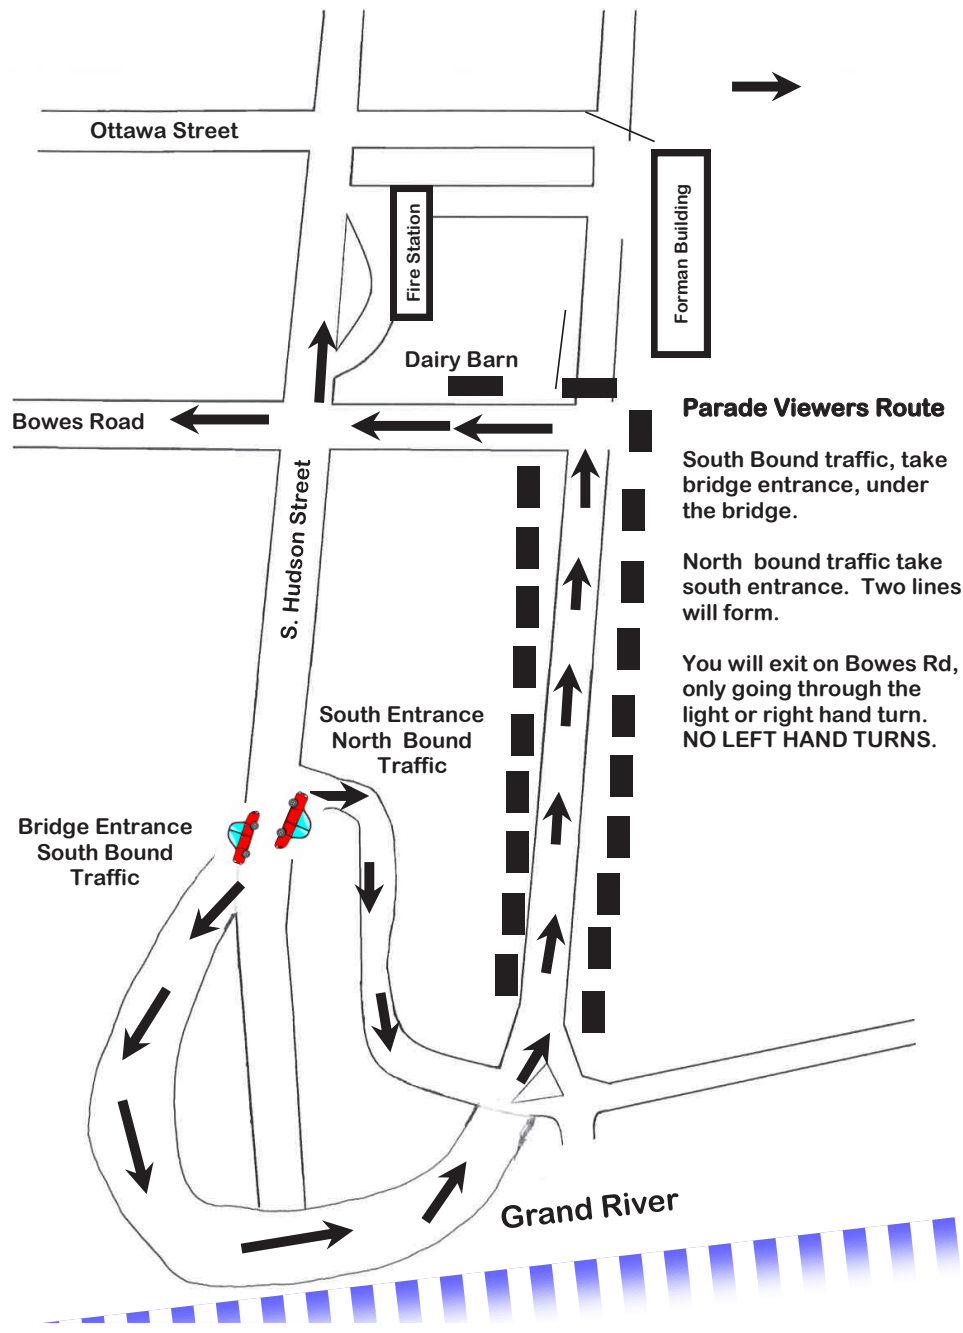 Ottawa Street
Fire Station
Forman Building
Dairy Barn
Bowes Road
Parade Viewers Route
South Bound traffic, take
bridge entrance, under
the bridge.
North bound traffic take
south entrance. Two lines
will form.
You will exit on Bowes Rd,
only going through the
light or right hand turn.
NO LEFT HAND TURNS.
S. Hudson Street
South Entrance
North Bound
Traffic
Bridge Entrance
South Bound
Traffic
Grand River